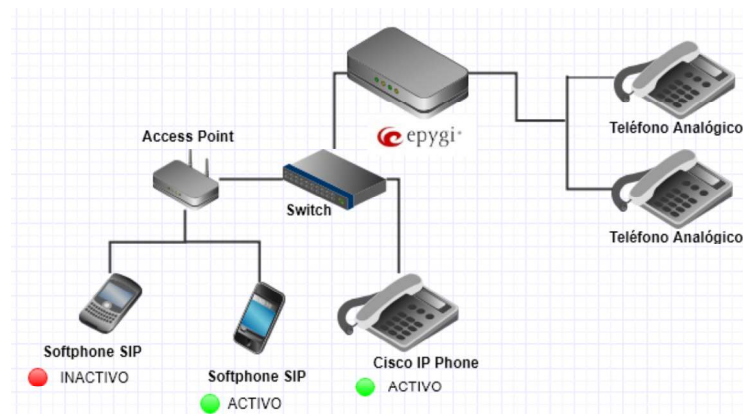 Teléfono Analógico
epygi
Access Point
Switch
Teléfono Analógico
Softphone SIP
INACTIVO
Softphone SIP
ACTIVO
Cisco IP Phone
ACTIVO